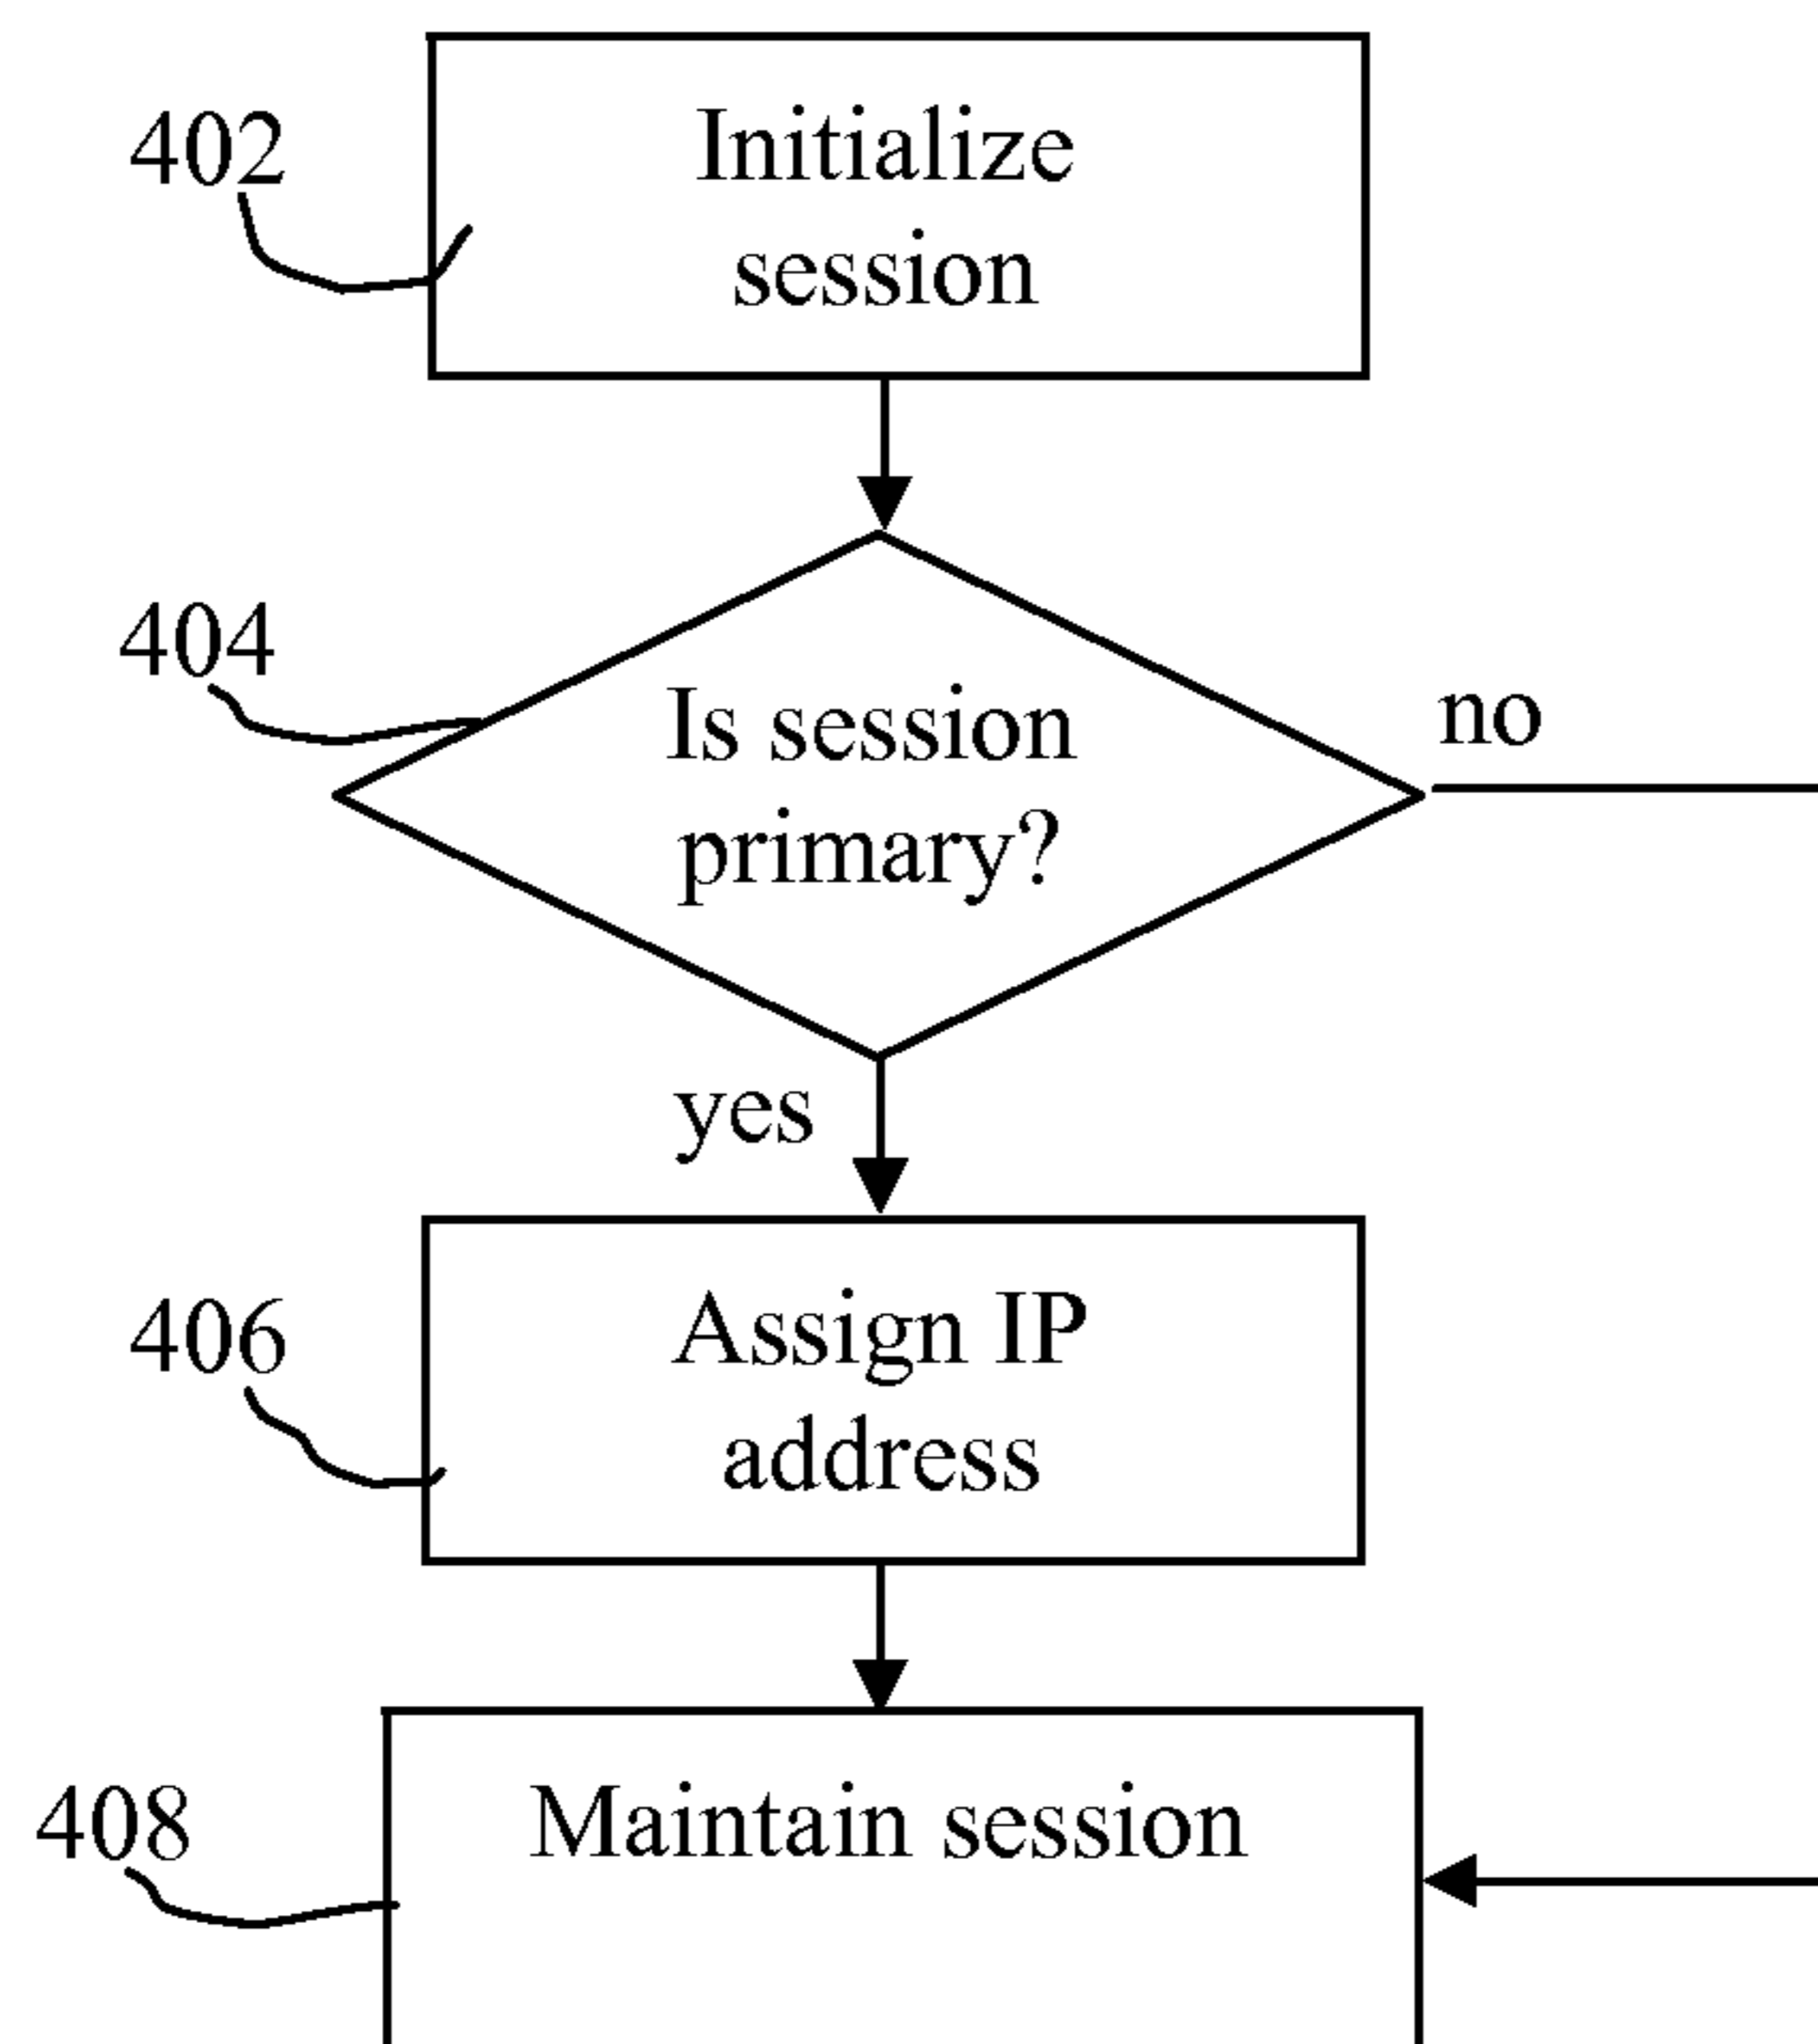 402
Initialize
session
404
Is session
primary?
no
yes
406
Assign IP
address
408
Maintain session